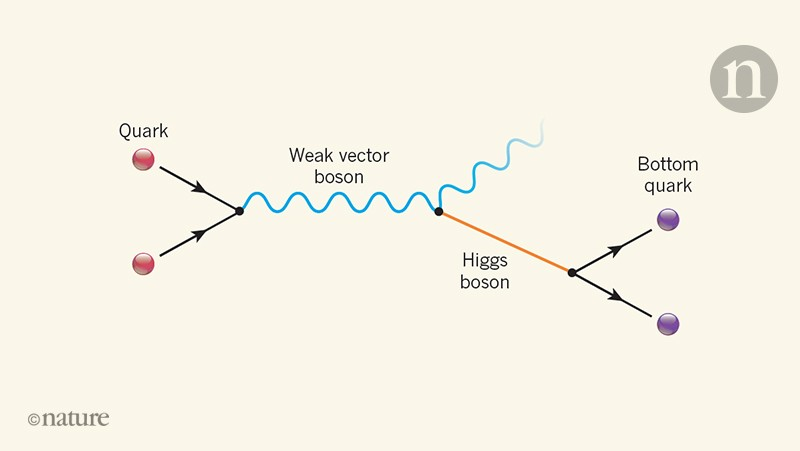 n
Quark
Weak vector
boson
Bottom
quark
Higgs
boson
©nature